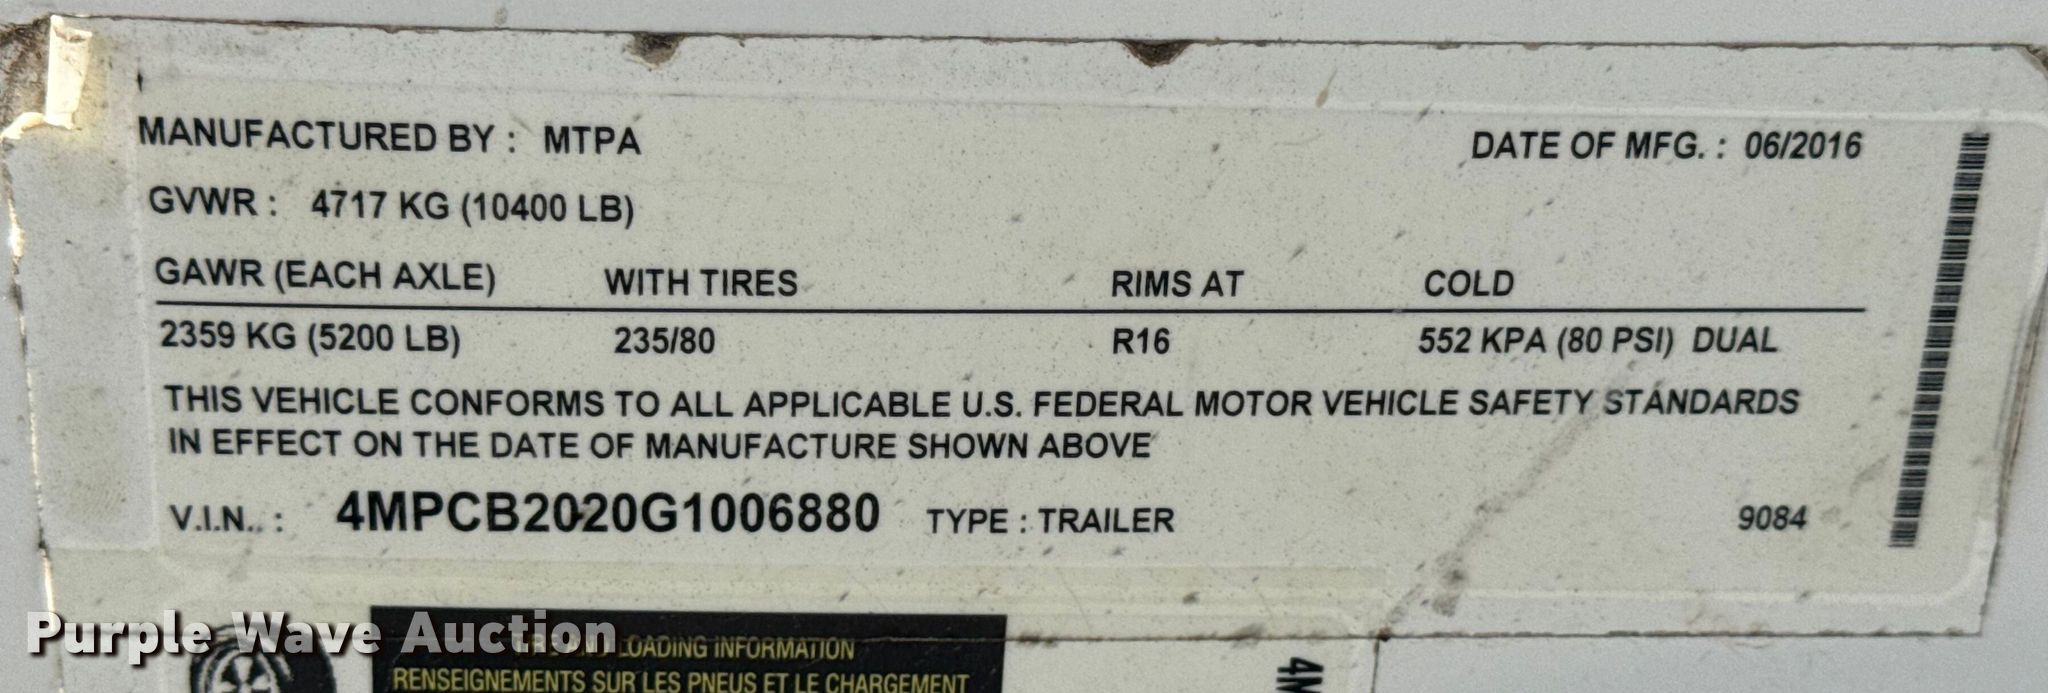 MANUFACTURED BY : MTPA DATE OF MFG. : 06/2016
GVWR : 4717 KG (10400 LB)
GAWR (EACH AXLE) WITH TIRES RIMS AT COLD
2359 KG (5200 LB) 235/80 R16 552 KPA (80 PSI) DUAL
THIS VEHICLE CONFORMS TO ALL APPLICABLE U.S. FEDERAL MOTOR VEHICLE SAFETY STANDARDS
IN EFFECT ON THE DATE OF MANUFACTURE SHOWN ABOVE
V.I.N.. : 4MPCB2020G1006880 TYPE : TRAILER 9084
Purple Wave Auction
LOADING INFORMATION
RENSEIGNEMENTS SUR LES PNEUS ET LE CHARGEMENT
4M